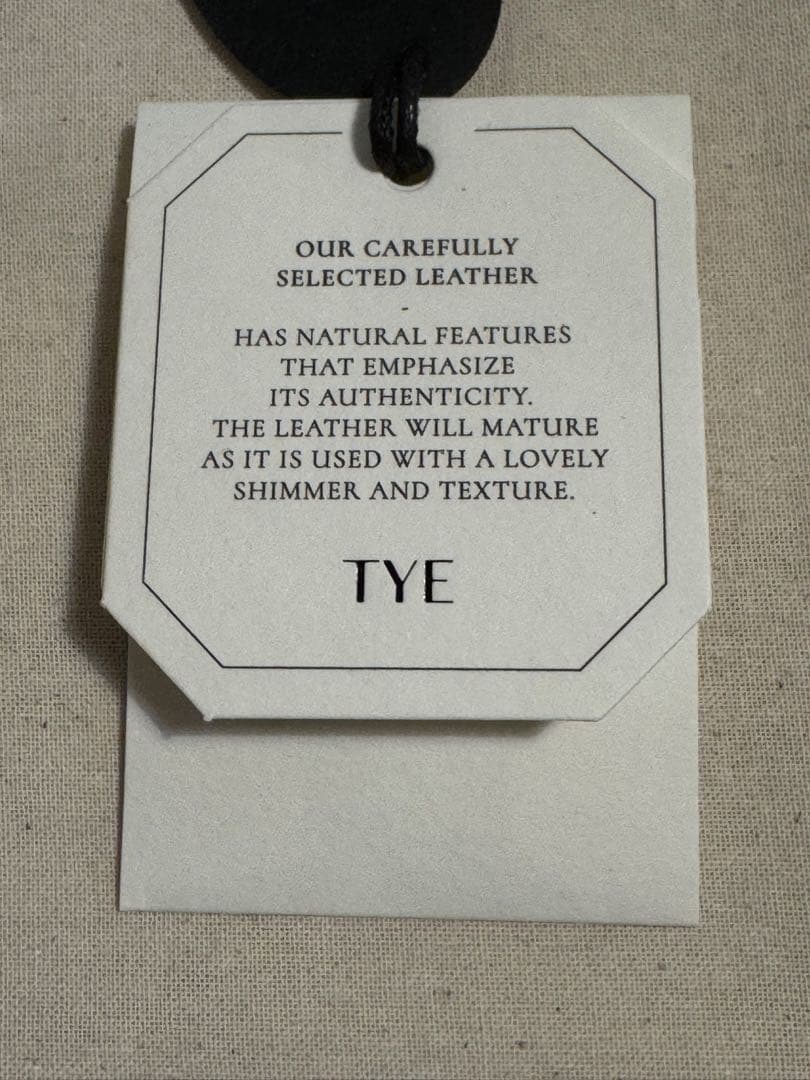 OUR CAREFULLY
SELECTED LEATHER
-
HAS NATURAL FEATURES
THAT EMPHASIZE
ITS AUTHENTICITY.
THE LEATHER WILL MATURE
AS IT IS USED WITH A LOVELY
SHIMMER AND TEXTURE.
TYE